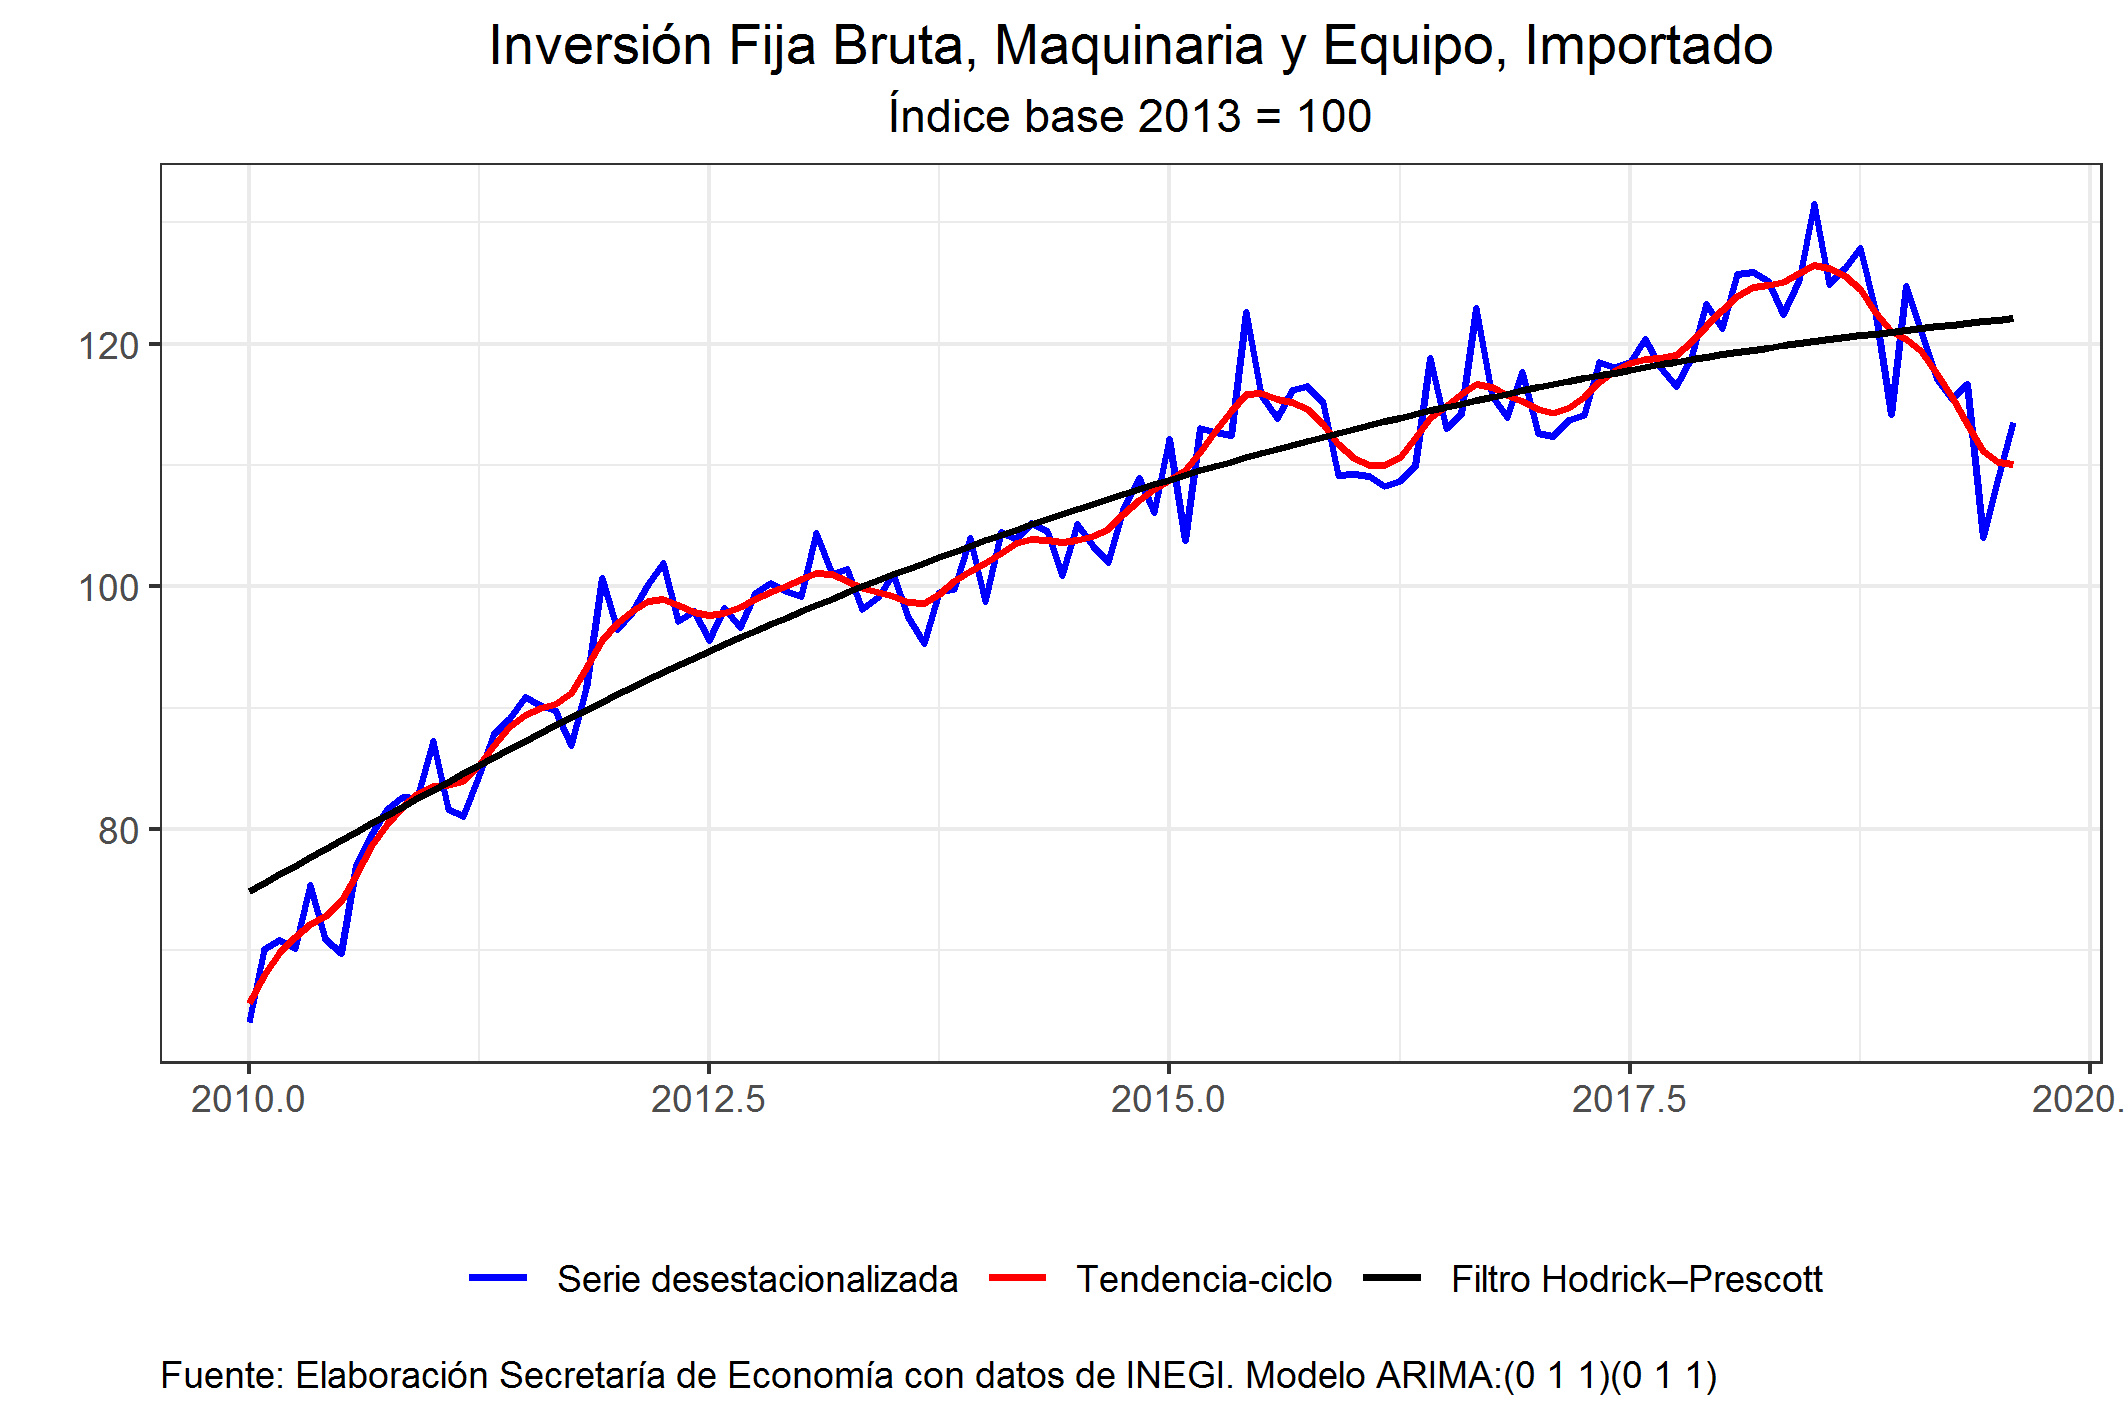 Inversión Fija Bruta, Maquinaria y Equipo, Importado
Índice base 2013 = 100
120
100
80
2010.0 2012.5 2015.0 2017.5 2020.
Serie desestacionalizada Tendencia-ciclo Filtro Hodrick–Prescott
Fuente: Elaboración Secretaría de Economía con datos de INEGI. Modelo ARIMA:(0 1 1)(0 1 1)